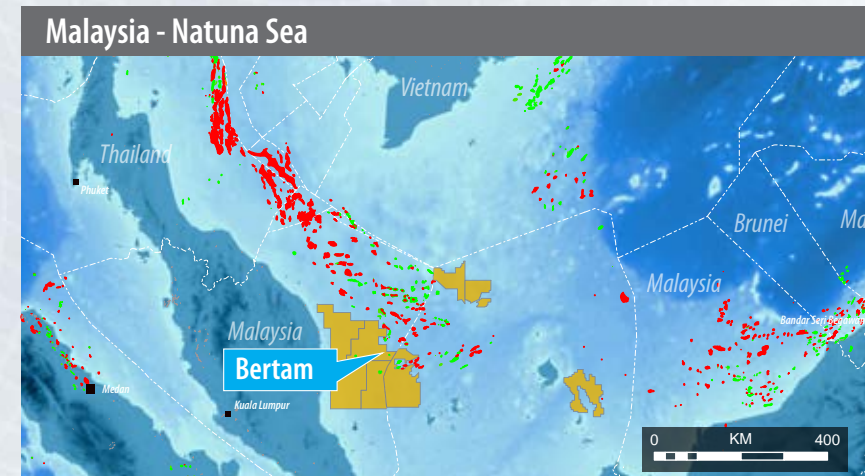 Malaysia - Natuna Sea
Vietnam
Thailand
Phuket
Brunei
Ma
Malaysia
Malaysia
Bandar Seri Begawan
Bertam
Medan
Kuala Lumpur
0 KM 400